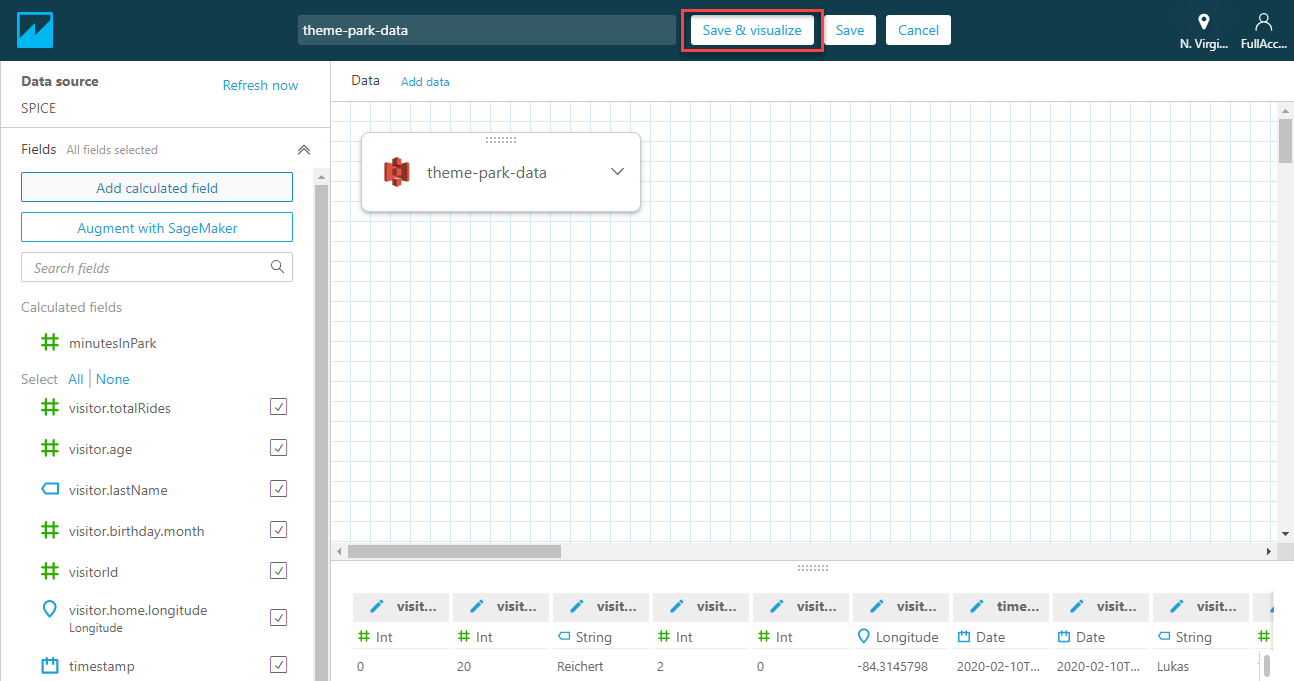 theme-park-data
Save & visualize
Save
Cancel
N. Virgi...
FullAcc...
Data source
Refresh now
SPICE
Data
Add data
Fields
All fields selected
Add calculated field
Augment with SageMaker
Search fields
Calculated fields
minutesInPark
Select All None
visitor.totalRides
visitor.age
visitor.lastName
visitor.birthday.month
visitorId
visitor.home.longitude
Longitude
timestamp
theme-park-data
visit... visit... visit... visit... visit... visit... time... visit... visit...
Int Int String Int Int Longitude Date Date String
0 20 Reichert 2 0 -84.3145798 2020-02-10T... 2020-02-10T... Lukas